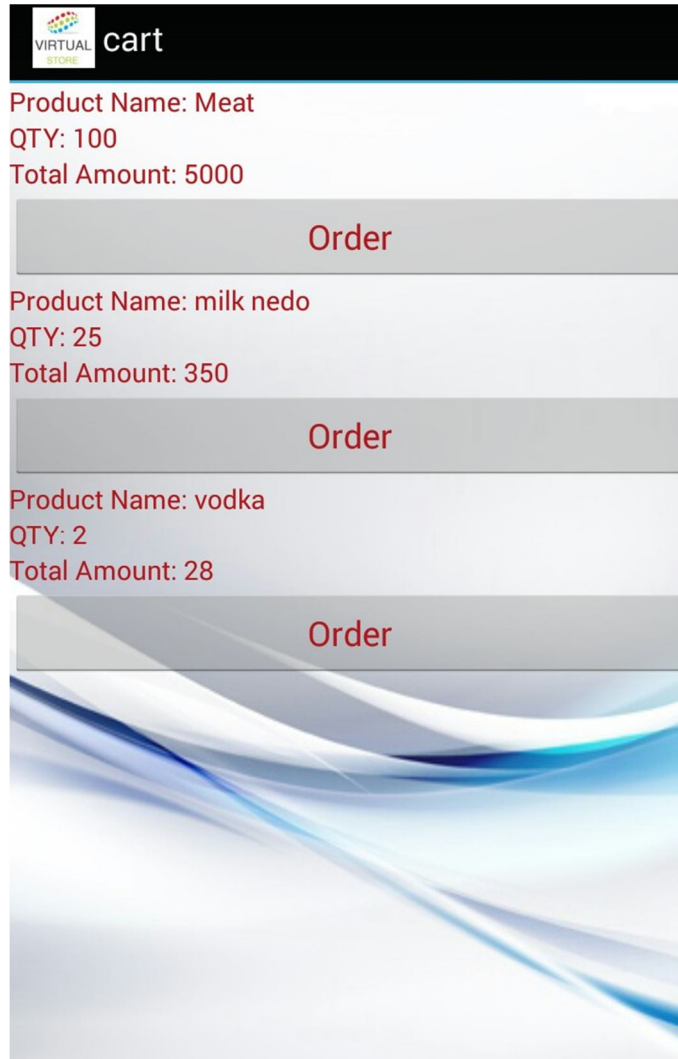 VIRTUAL
STORE
cart
Product Name: Meat
QTY: 100
Total Amount: 5000
Order
Product Name: milk nedo
QTY: 25
Total Amount: 350
Order
Product Name: vodka
QTY: 2
Total Amount: 28
Order